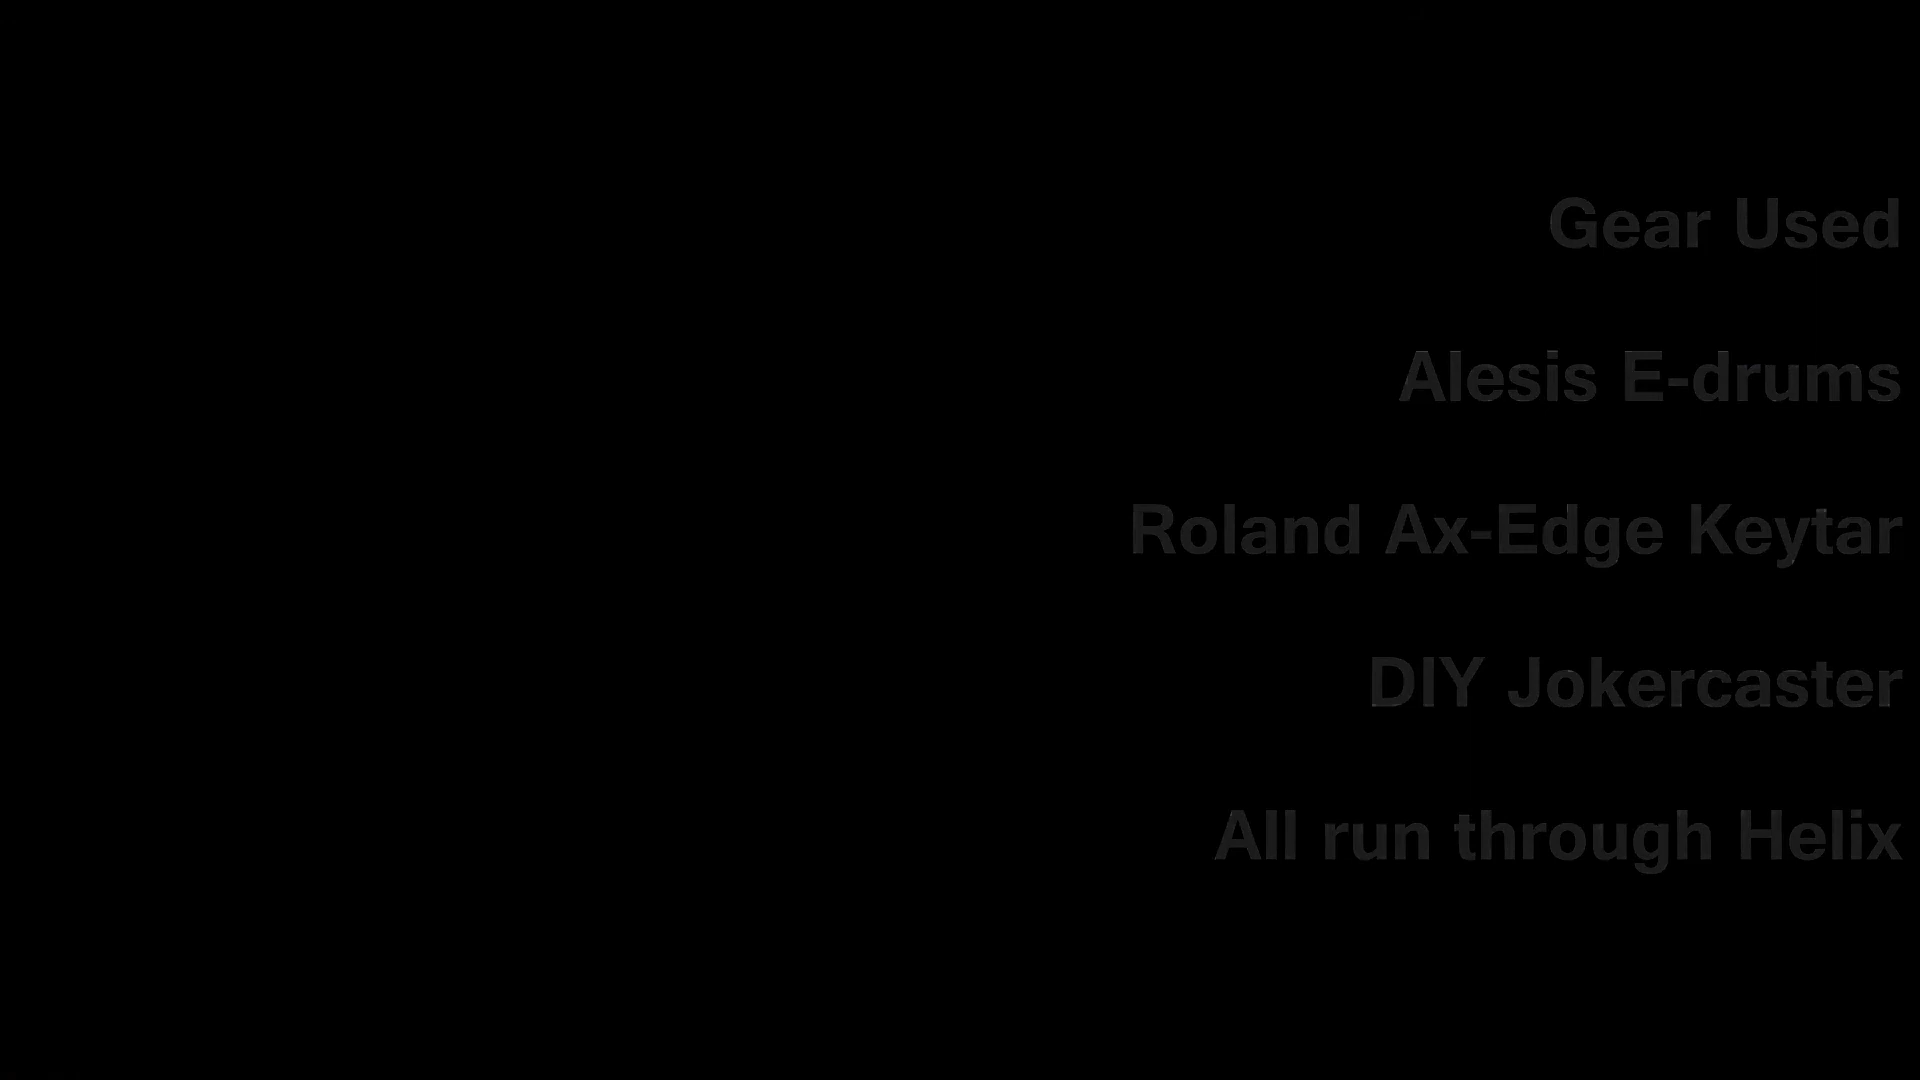 Gear Used
Alesis E-drums
Roland Ax-Edge Keytar
DIY Jokercaster
All run through Helix